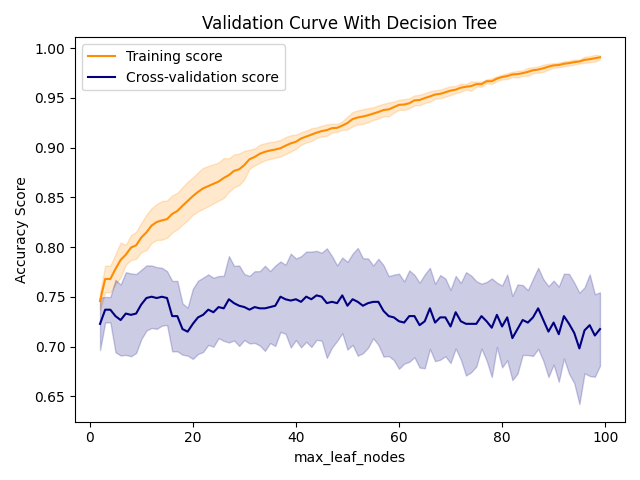 Validation Curve With Decision Tree
Training score
Cross-validation score
Accuracy Score
1.00
0.95
0.90
0.85
0.80
0.75
0.70
0.65
0 20 40 60 80 100
max_leaf_nodes